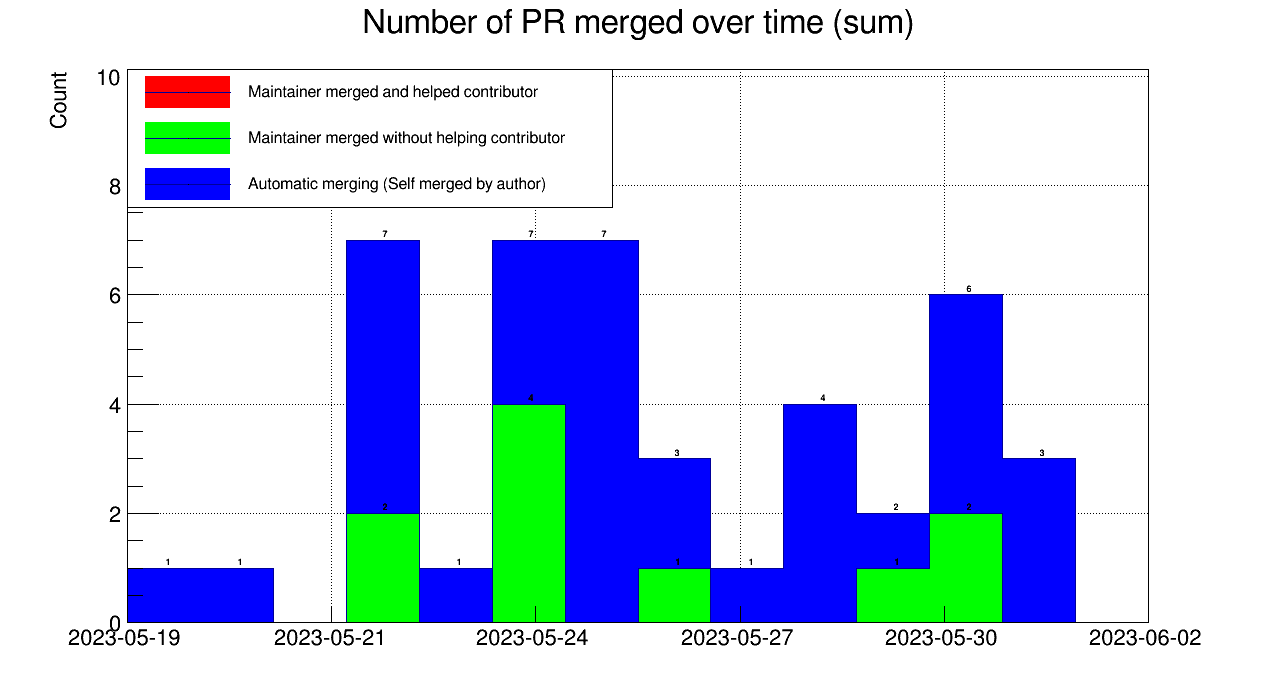 Number of PR merged over time (sum)
Count
10
8
6
4
2
0
Maintainer merged and helped contributor
Maintainer merged without helping contributor
Automatic merging (Self merged by author)
7 7 7
6
4 4
3 3
2 2 2
1 1 1 1 1 1
2023-05-19 2023-05-21 2023-05-24 2023-05-27 2023-05-30 2023-06-02